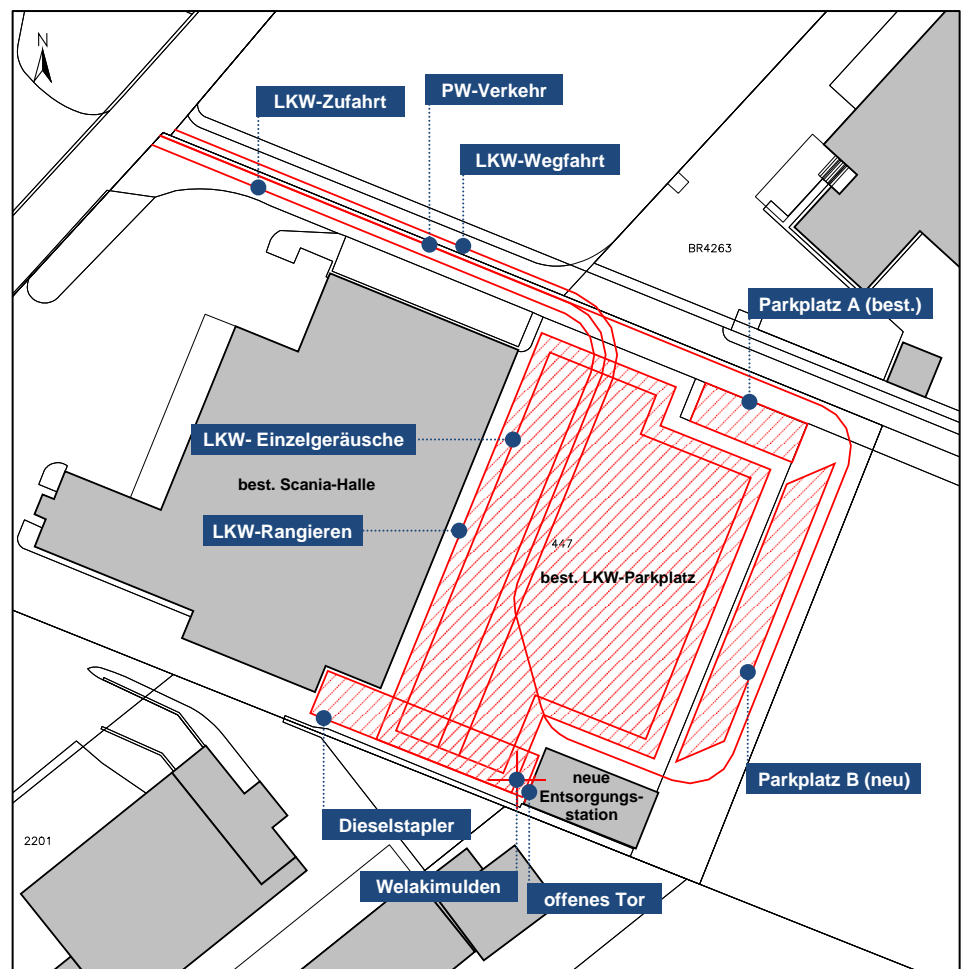 N
LKW-Zufahrt
PW-Verkehr
LKW-Wegfahrt
BR4263
Parkplatz A (best.)
LKW- Einzelgeräusche
best. Scania-Halle
LKW-Rangieren
447
best. LKW-Parkplatz
Parkplatz B (neu)
neue
Entsorgungs-
station
Dieselstapler
2201
Welakimulden
offenes Tor